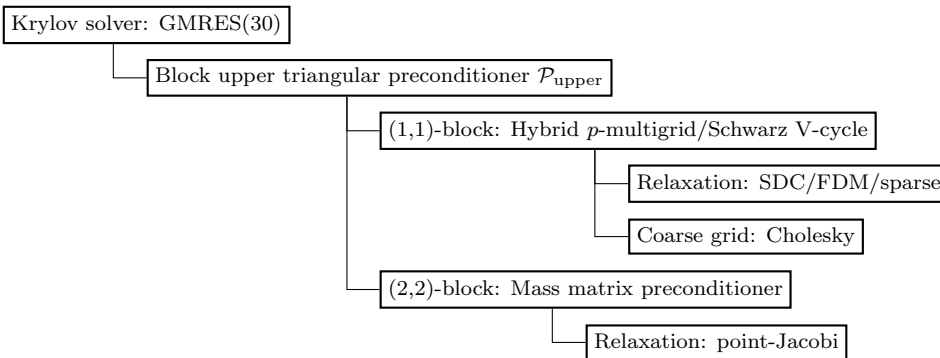 Krylov solver: GMRES(30)
Block upper triangular preconditioner 𝒫upper
(1,1)-block: Hybrid p-multigrid/Schwarz V-cycle
Relaxation: SDC/FDM/sparse
Coarse grid: Cholesky
(2,2)-block: Mass matrix preconditioner
Relaxation: point-Jacobi